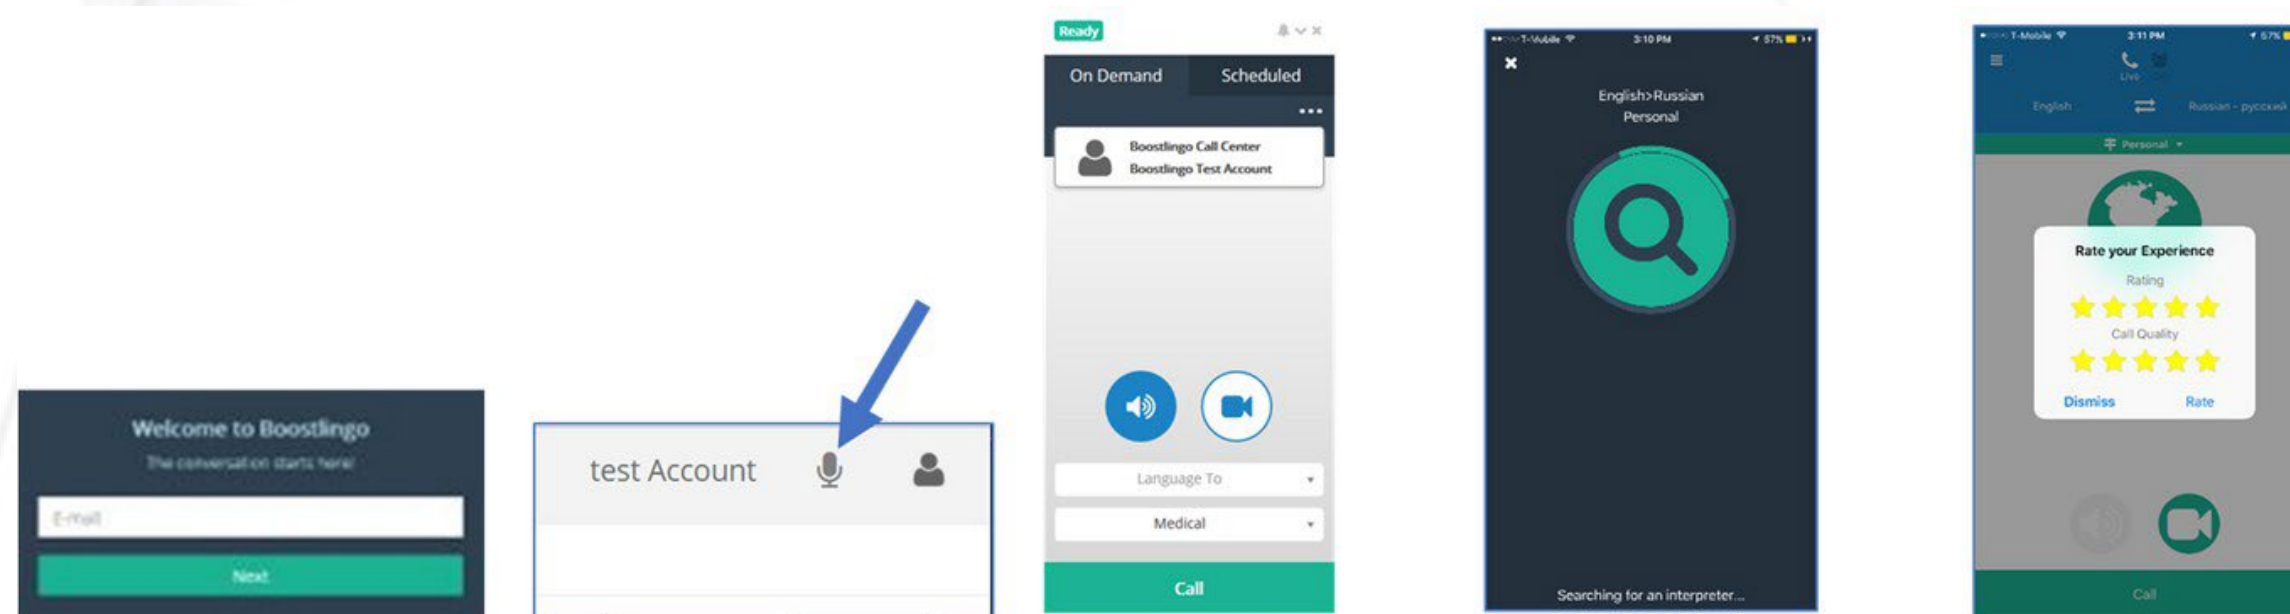 Welcome to Boostlingo
The conversation starts here!
E-mail
Next
test Account
Ready
On Demand Scheduled
Boostlingo Call Center
Boostlingo Test Account
Language To
Medical
Call
T-Mobile 3:10 PM 57%
English>Russian
Personal
Searching for an interpreter...
T-Mobile 3:11 PM 57%
Live
English Russian - русский
Personal
Rate your Experience
Rating
Call Quality
Dismiss Rate
Call